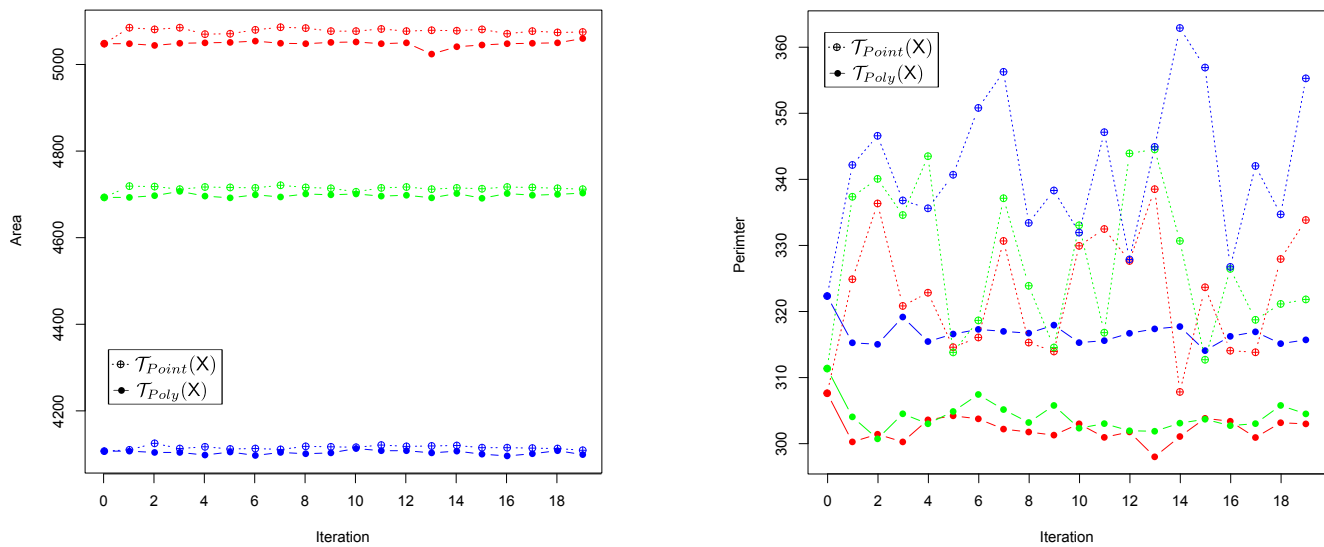 Area
5000
4800
4600
4400
4200
𝒯Point(X)
𝒯Poly(X)
0 2 4 6 8 10 12 14 16 18
Iteration
Perimter
360
350
340
330
320
310
300
𝒯Point(X)
𝒯Poly(X)
0 2 4 6 8 10 12 14 16 18
Iteration